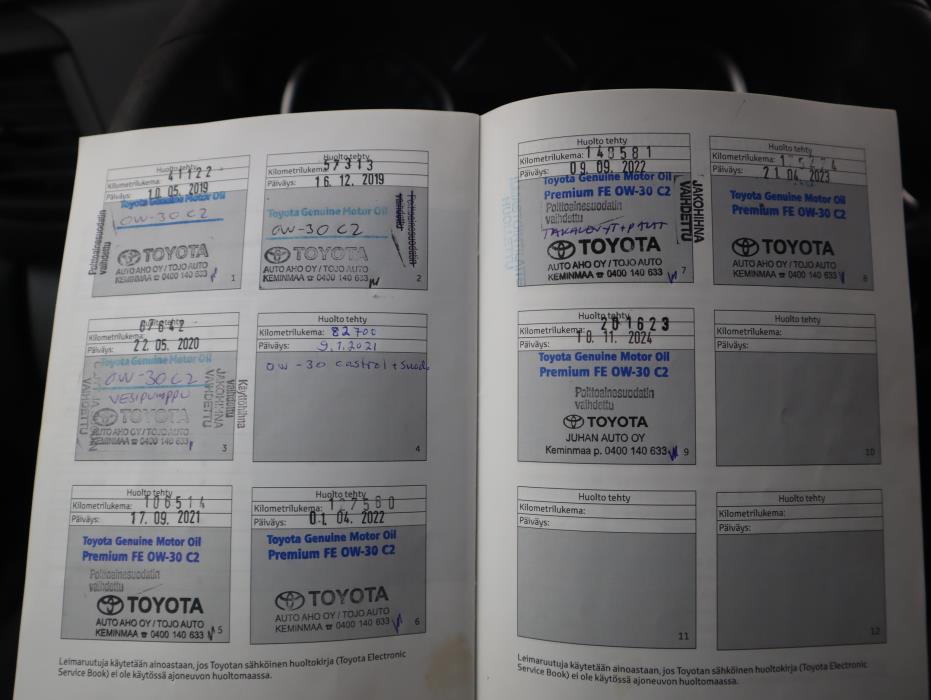 Huolto tehty
Kilometrilukema: 41122
Päiväys: 10.05.2019
Toyota Genuine Motor Oil
0W-30 C2
Polttoainesuodatin
vaihdettu
TOYOTA
AUTO AHO OY / TOJO AUTO
KEMINMAA ☎ 0400 140 633
1
Huolto tehty
Kilometrilukema: 57313
Päiväys: 16.12.2019
Toyota Genuine Motor Oil
0W-30 C2
Polttoainesuodatin
vaihdettu
TOYOTA
AUTO AHO OY / TOJO AUTO
KEMINMAA ☎ 0400 140 633
2
Huolto tehty
Kilometrilukema: 67642
Päiväys: 22.05.2020
Toyota Genuine Motor Oil
0W-30 C2
VESIPUMPPU
VAIHDETTU
JAKOHIHNA
VAIHDETTU
Käyttöhihna
vaihdettu
TOYOTA
AUTO AHO OY / TOJO AUTO
KEMINMAA ☎ 0400 140 633
3
Huolto tehty
Kilometrilukema: 82700
Päiväys: 9.1.2021
0W-30 castrol + suod.
4
Huolto tehty
Kilometrilukema: 106514
Päiväys: 17.09.2021
Toyota Genuine Motor Oil
Premium FE 0W-30 C2
Polttoainesuodatin
vaihdettu
TOYOTA
AUTO AHO OY / TOJO AUTO
KEMINMAA ☎ 0400 140 633
5
Huolto tehty
Kilometrilukema: 127560
Päiväys: 01.04.2022
Toyota Genuine Motor Oil
Premium FE 0W-30 C2
TOYOTA
AUTO AHO OY / TOJO AUTO
KEMINMAA ☎ 0400 140 633
6
Leimaruutuja käytetään ainoastaan, jos Toyotan sähköinen huoltokirja (Toyota Electronic
Service Book) ei ole käytössä ajoneuvon huoltomaassa.
Huolto tehty
Kilometrilukema: 140581
Päiväys: 09.09.2022
Toyota Genuine Motor Oil
Premium FE 0W-30 C2
Polttoainesuodatin
vaihdettu
JAKOHIHNA
VAIHDETTU
TOYOTA
AUTO AHO OY / TOJO AUTO
KEMINMAA ☎ 0400 140 633
7
Huolto tehty
Kilometrilukema:
Päiväys: 21.04.2023
Toyota Genuine Motor Oil
Premium FE 0W-30 C2
TOYOTA
AUTO AHO OY / TOJO AUTO
KEMINMAA ☎ 0400 140 633
8
Huolto tehty
Kilometrilukema: 201623
Päiväys: 18.11.2024
Toyota Genuine Motor Oil
Premium FE 0W-30 C2
Polttoainesuodatin
vaihdettu
TOYOTA
JUHAN AUTO OY
Keminmaa p. 0400 140 633
9
Huolto tehty
Kilometrilukema:
Päiväys:
10
Huolto tehty
Kilometrilukema:
Päiväys:
11
Huolto tehty
Kilometrilukema:
Päiväys:
12
Leimaruutuja käytetään ainoastaan, jos Toyotan sähköinen huoltokirja (Toyota Electronic
Service Book) ei ole käytössä ajoneuvon huoltomaassa.